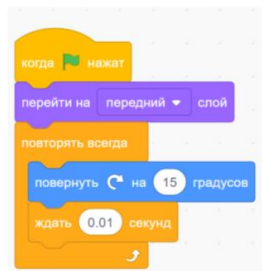 когда нажат
перейти на передний слой
повторять всегда
повернуть на 15 градусов
ждать 0.01 секунд